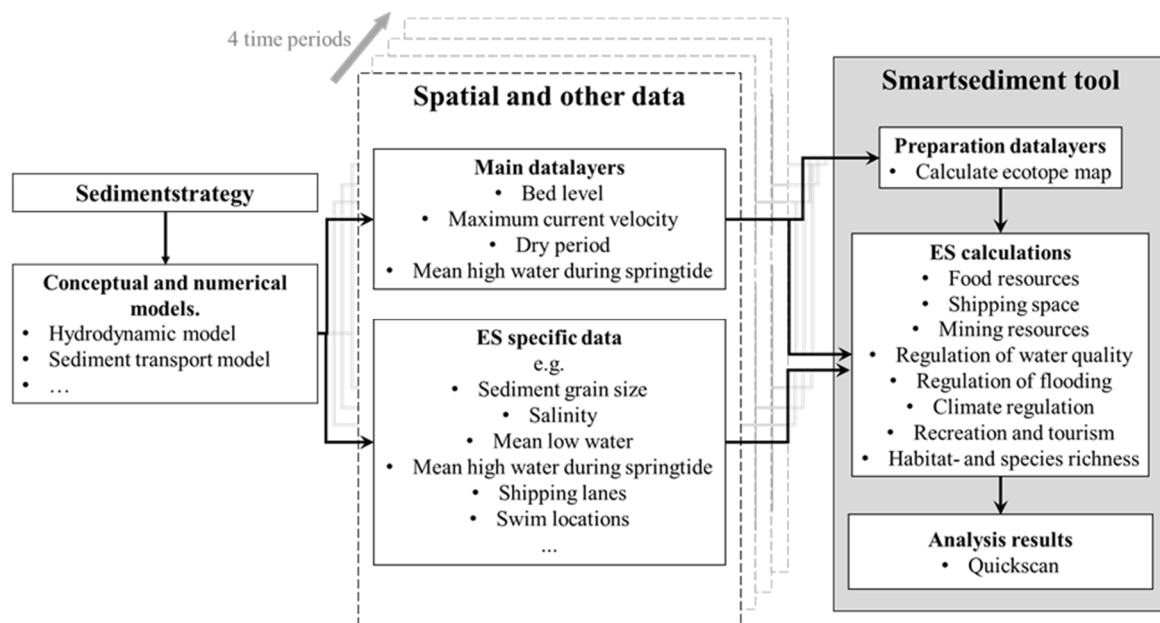 4 time periods
Spatial and other data
Smartsediment tool
Sedimentstrategy
Conceptual and numerical
models.
• Hydrodynamic model
• Sediment transport model
• …
Main datalayers
• Bed level
• Maximum current velocity
• Dry period
• Mean high water during springtide
ES specific data
e.g.
• Sediment grain size
• Salinity
• Mean low water
• Mean high water during springtide
• Shipping lanes
• Swim locations
...
Preparation datalayers
• Calculate ecotope map
ES calculations
• Food resources
• Shipping space
• Mining resources
• Regulation of water quality
• Regulation of flooding
• Climate regulation
• Recreation and tourism
• Habitat- and species richness
Analysis results
• Quickscan